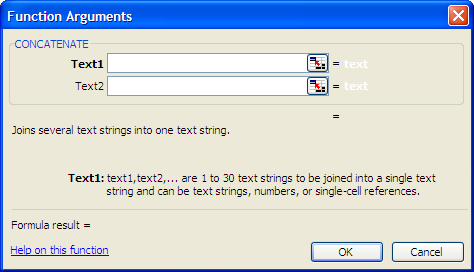 Function Arguments
CONCATENATE
Text1 = text
Text2 = text
=
Joins several text strings into one text string.
Text1: text1,text2,... are 1 to 30 text strings to be joined into a single text
string and can be text strings, numbers, or single-cell references.
Formula result =
Help on this function OK Cancel